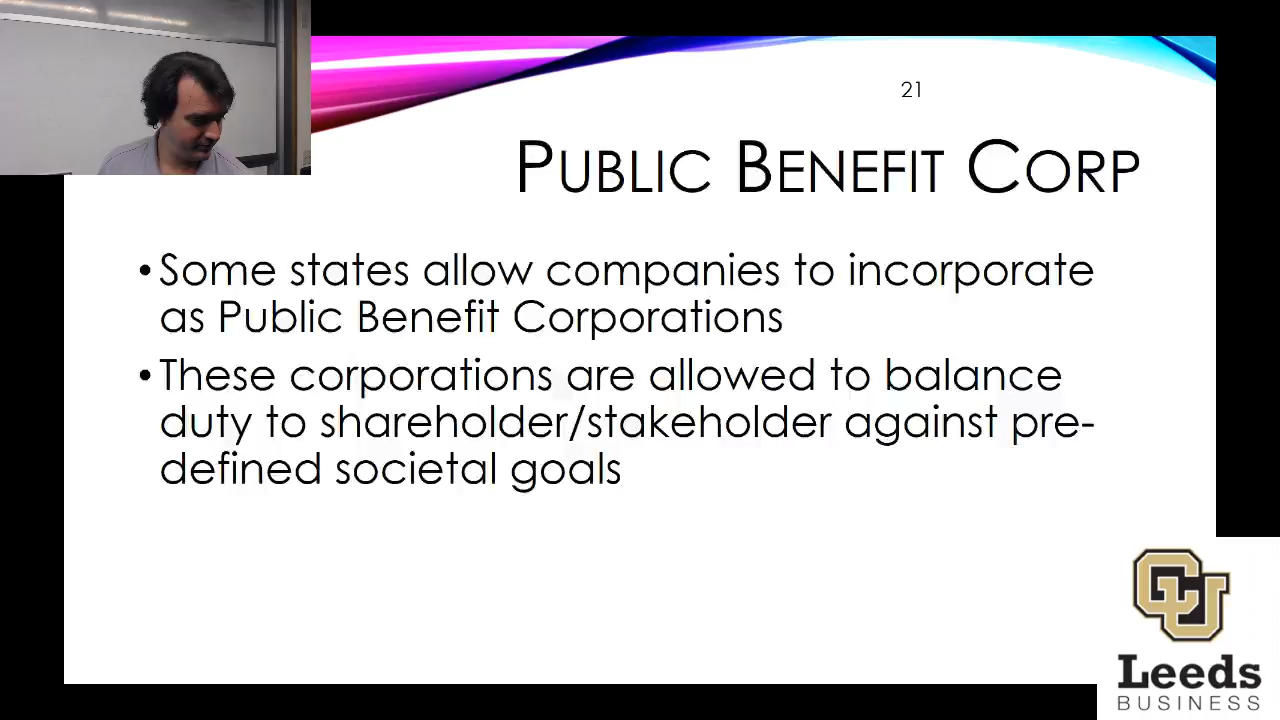 21
PUBLIC BENEFIT CORP
•Some states allow companies to incorporate
as Public Benefit Corporations
•These corporations are allowed to balance
duty to shareholder/stakeholder against pre-
defined societal goals
CU
Leeds
BUSINESS